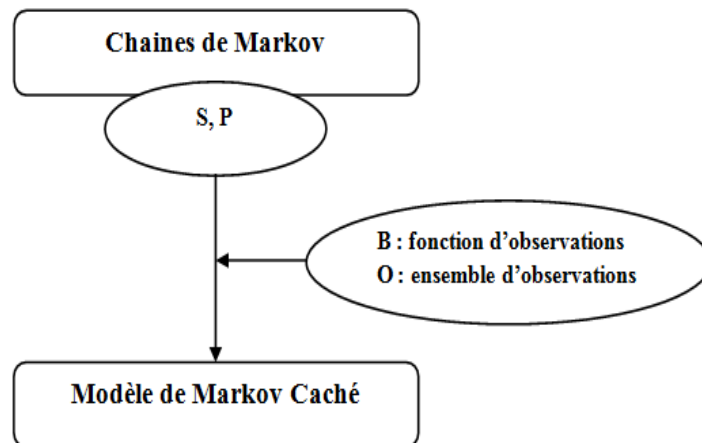 Chaines de Markov
S, P
B : fonction d’observations
O : ensemble d’observations
Modèle de Markov Caché